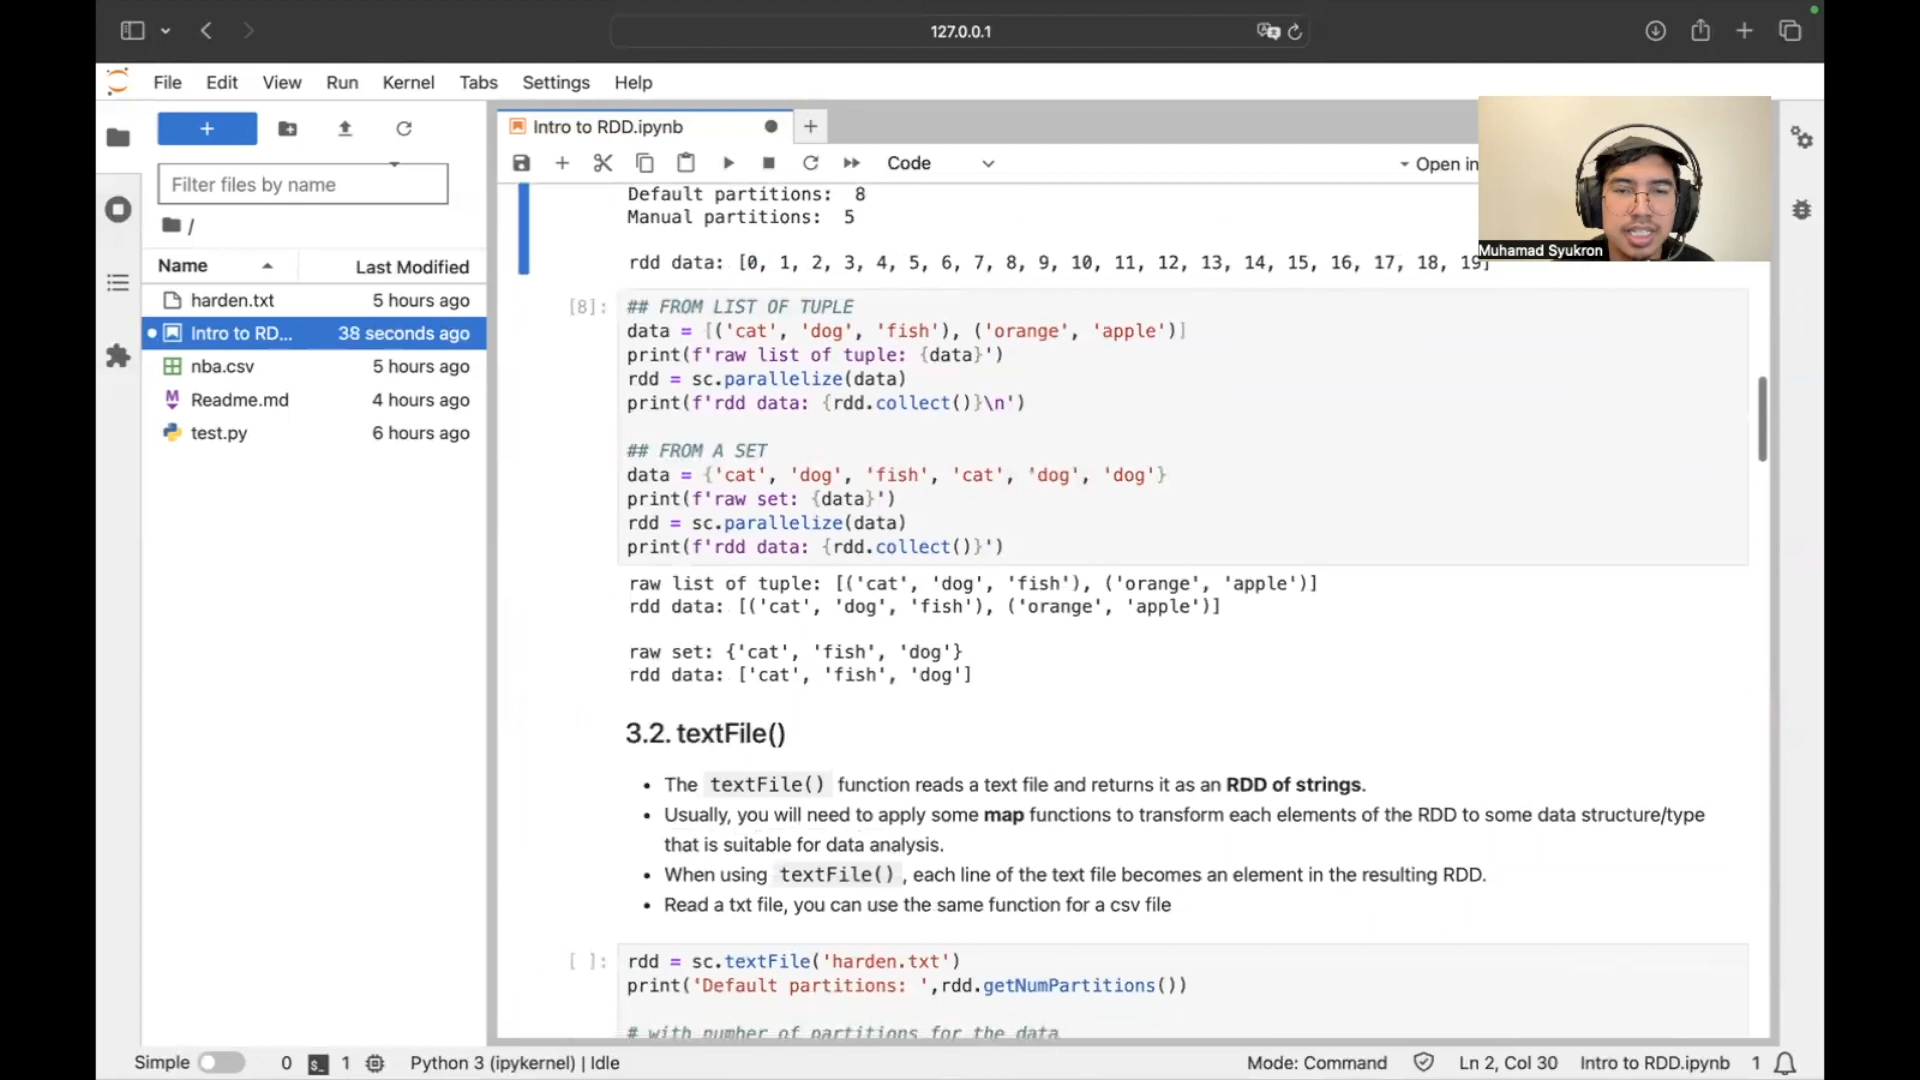 127.0.0.1
File Edit View Run Kernel Tabs Settings Help
Intro to RDD.ipynb
Filter files by name
Code
Open in
/
Name Last Modified
harden.txt 5 hours ago
Intro to RD... 38 seconds ago
nba.csv 5 hours ago
Readme.md 4 hours ago
test.py 6 hours ago
Muhamad Syukron
Default partitions:  8
Manual partitions:  5
rdd data: [0, 1, 2, 3, 4, 5, 6, 7, 8, 9, 10, 11, 12, 13, 14, 15, 16, 17, 18, 19]
[8]:
## FROM LIST OF TUPLE
data = [('cat', 'dog', 'fish'), ('orange', 'apple')]
print(f'raw list of tuple: {data}')
rdd = sc.parallelize(data)
print(f'rdd data: {rdd.collect()}\n')
## FROM A SET
data = {'cat', 'dog', 'fish', 'cat', 'dog', 'dog'}
print(f'raw set: {data}')
rdd = sc.parallelize(data)
print(f'rdd data: {rdd.collect()}')
raw list of tuple: [('cat', 'dog', 'fish'), ('orange', 'apple')]
rdd data: [('cat', 'dog', 'fish'), ('orange', 'apple')]
raw set: {'cat', 'fish', 'dog'}
rdd data: ['cat', 'fish', 'dog']
3.2. textFile()
• The textFile() function reads a text file and returns it as an RDD of strings.
• Usually, you will need to apply some map functions to transform each elements of the RDD to some data structure/type
that is suitable for data analysis.
• When using textFile(), each line of the text file becomes an element in the resulting RDD.
• Read a txt file, you can use the same function for a csv file
[ ]:
rdd = sc.textFile('harden.txt')
print('Default partitions: ',rdd.getNumPartitions())
# with number of partitions for the data
Simple 0 1 Python 3 (ipykernel) | Idle Mode: Command Ln 2, Col 30 Intro to RDD.ipynb 1